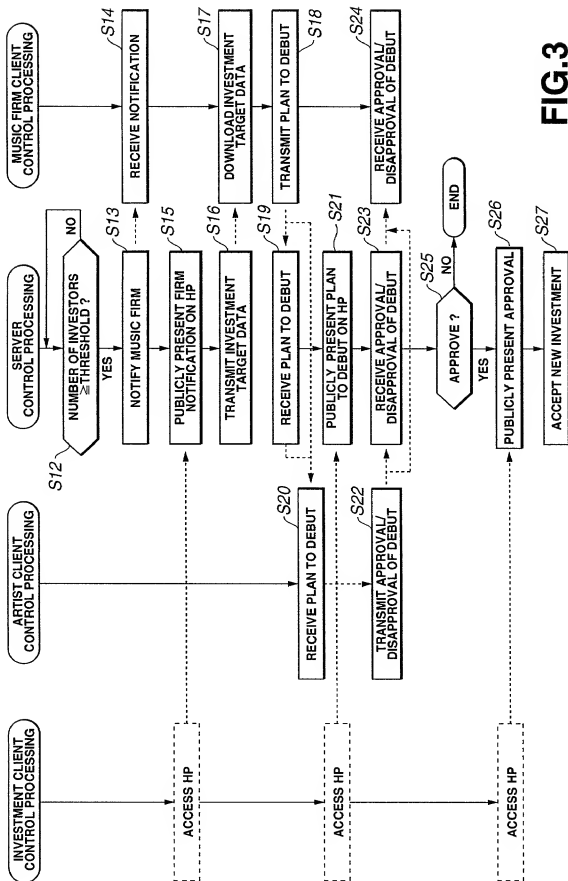 INVESTMENT CLIENT
CONTROL PROCESSING
ACCESS HP
ACCESS HP
ACCESS HP
ARTIST CLIENT
CONTROL PROCESSING
S20
RECEIVE PLAN TO DEBUT
S22
TRANSMIT APPROVAL/
DISAPPROVAL OF DEBUT
SERVER
CONTROL PROCESSING
S12
NUMBER OF INVESTORS
≧THRESHOLD ?
NO
YES
S13
NOTIFY MUSIC FIRM
S15
PUBLICLY PRESENT FIRM
NOTIFICATION ON HP
S16
TRANSMIT INVESTMENT
TARGET DATA
S19
RECEIVE PLAN TO DEBUT
S21
PUBLICLY PRESENT PLAN
TO DEBUT ON HP
S23
RECEIVE APPROVAL/
DISAPPROVAL OF DEBUT
S25
APPROVE ?
NO
END
YES
S26
PUBLICLY PRESENT APPROVAL
S27
ACCEPT NEW INVESTMENT
MUSIC FIRM CLIENT
CONTROL PROCESSING
S14
RECEIVE NOTIFICATION
S17
DOWNLOAD INVESTMENT
TARGET DATA
S18
TRANSMIT PLAN TO DEBUT
S24
RECEIVE APPROVAL/
DISAPPROVAL OF DEBUT
FIG.3